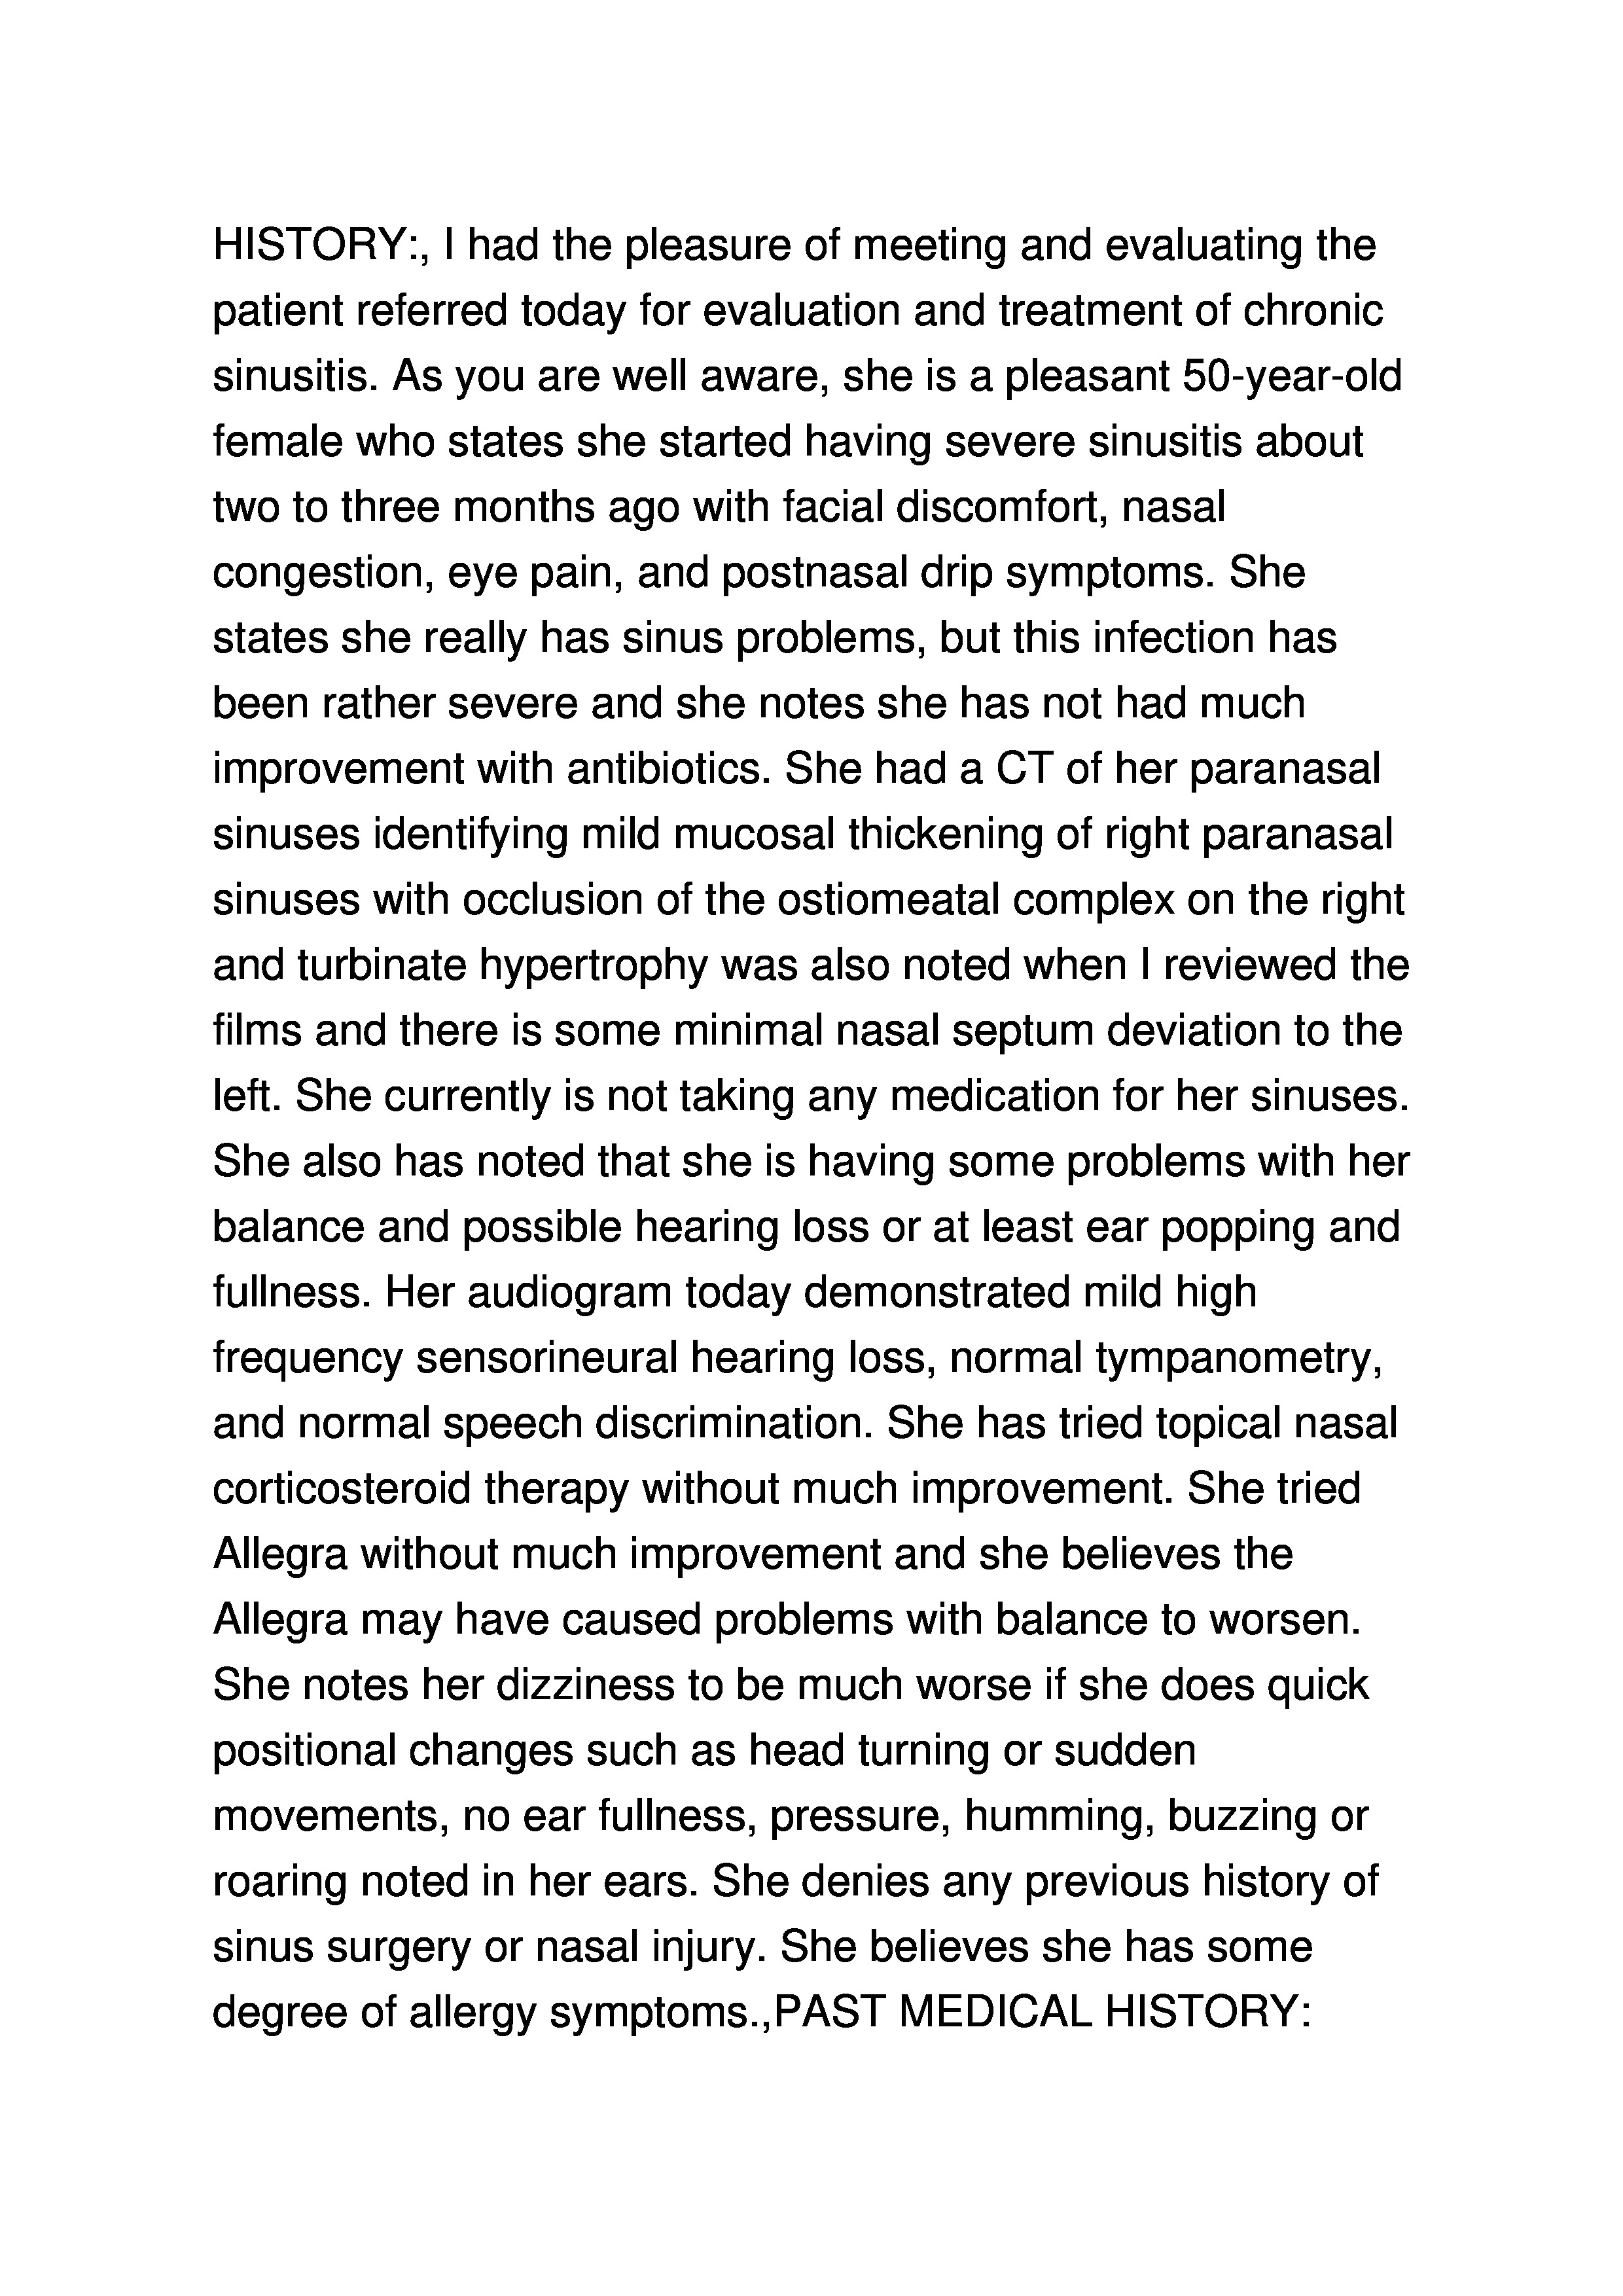 HISTORY:, I had the pleasure of meeting and evaluating the
patient referred today for evaluation and treatment of chronic
sinusitis. As you are well aware, she is a pleasant 50-year-old
female who states she started having severe sinusitis about
two to three months ago with facial discomfort, nasal
congestion, eye pain, and postnasal drip symptoms. She
states she really has sinus problems, but this infection has
been rather severe and she notes she has not had much
improvement with antibiotics. She had a CT of her paranasal
sinuses identifying mild mucosal thickening of right paranasal
sinuses with occlusion of the ostiomeatal complex on the right
and turbinate hypertrophy was also noted when I reviewed the
films and there is some minimal nasal septum deviation to the
left. She currently is not taking any medication for her sinuses.
She also has noted that she is having some problems with her
balance and possible hearing loss or at least ear popping and
fullness. Her audiogram today demonstrated mild high
frequency sensorineural hearing loss, normal tympanometry,
and normal speech discrimination. She has tried topical nasal
corticosteroid therapy without much improvement. She tried
Allegra without much improvement and she believes the
Allegra may have caused problems with balance to worsen.
She notes her dizziness to be much worse if she does quick
positional changes such as head turning or sudden
movements, no ear fullness, pressure, humming, buzzing or
roaring noted in her ears. She denies any previous history of
sinus surgery or nasal injury. She believes she has some
degree of allergy symptoms.,PAST MEDICAL HISTORY: